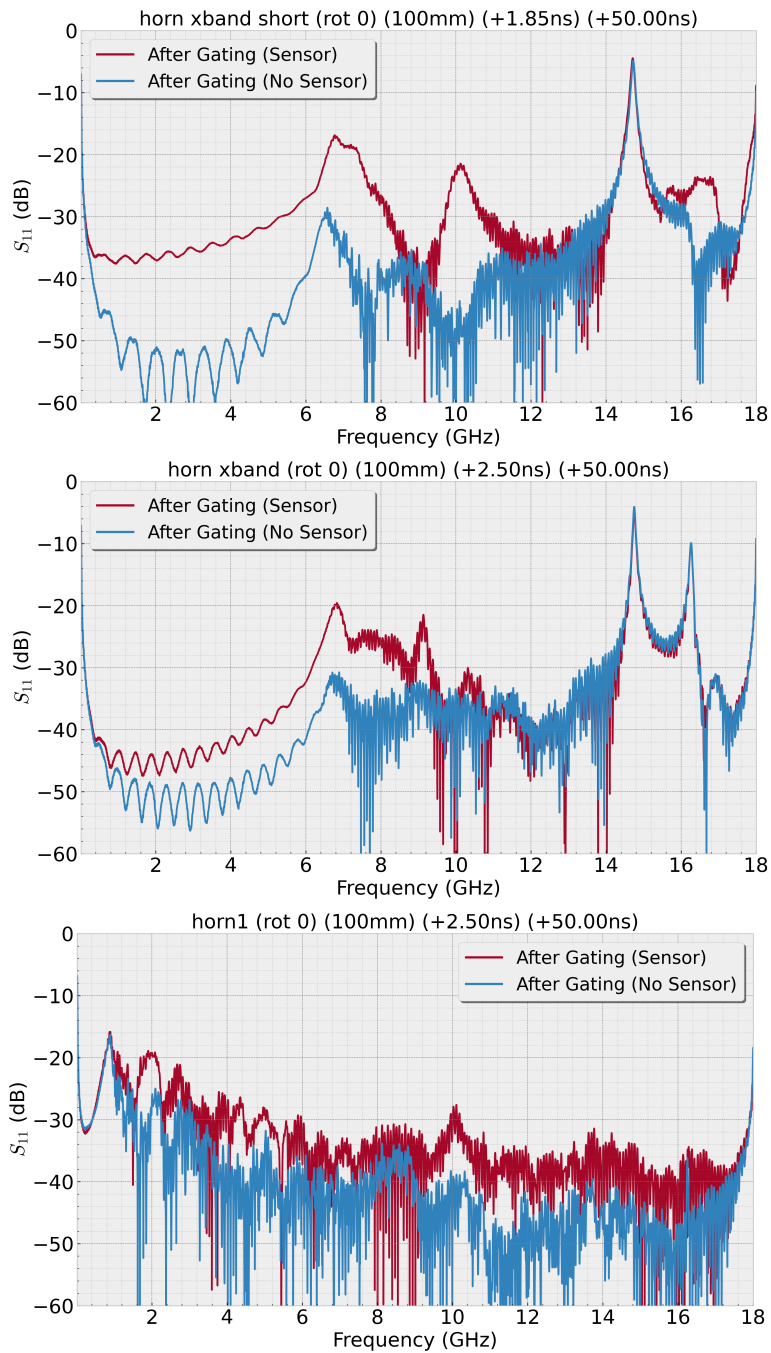 horn xband short (rot 0) (100mm) (+1.85ns) (+50.00ns)
After Gating (Sensor)
After Gating (No Sensor)
S11 (dB)
0
−10
−20
−30
−40
−50
−60
2 4 6 8 10 12 14 16 18
Frequency (GHz)
horn xband (rot 0) (100mm) (+2.50ns) (+50.00ns)
After Gating (Sensor)
After Gating (No Sensor)
S11 (dB)
0
−10
−20
−30
−40
−50
−60
2 4 6 8 10 12 14 16 18
Frequency (GHz)
horn1 (rot 0) (100mm) (+2.50ns) (+50.00ns)
After Gating (Sensor)
After Gating (No Sensor)
S11 (dB)
0
−10
−20
−30
−40
−50
−60
2 4 6 8 10 12 14 16 18
Frequency (GHz)